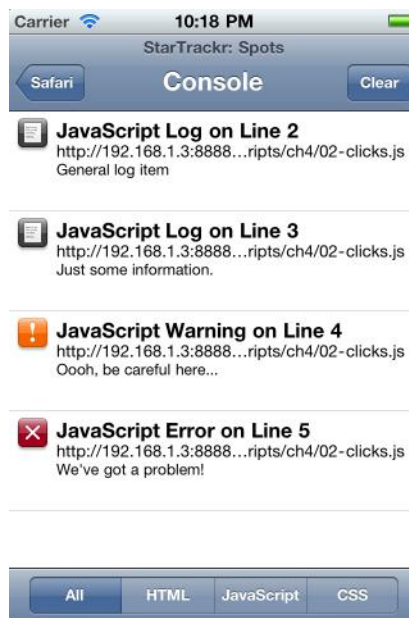 Carrier 10:18 PM
StarTrackr: Spots
Safari Console Clear
JavaScript Log on Line 2
http://192.168.1.3:8888...ripts/ch4/02-clicks.js
General log item
JavaScript Log on Line 3
http://192.168.1.3:8888...ripts/ch4/02-clicks.js
Just some information.
JavaScript Warning on Line 4
http://192.168.1.3:8888...ripts/ch4/02-clicks.js
Oooh, be careful here...
JavaScript Error on Line 5
http://192.168.1.3:8888...ripts/ch4/02-clicks.js
We've got a problem!
All HTML JavaScript CSS